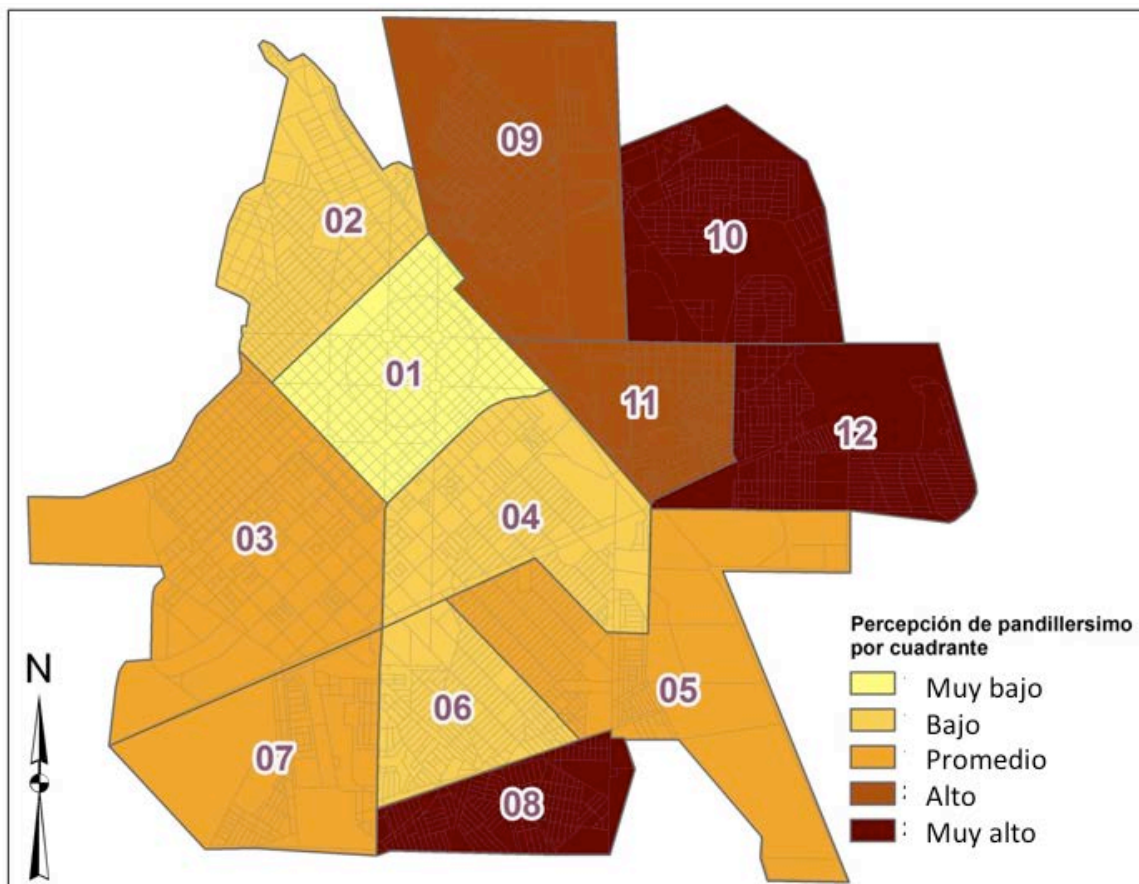 09
02
10
01
11
12
04
03
05
06
07
08
N
Percepción de pandillersimo
por cuadrante
Muy bajo
Bajo
Promedio
Alto
Muy alto